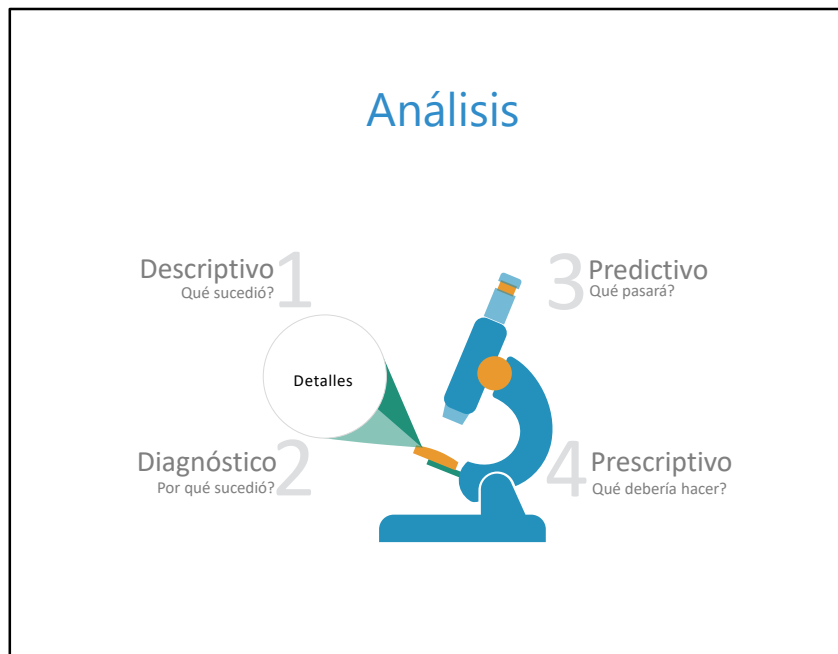 Análisis
Descriptivo 1
Qué sucedió?
Detalles
Diagnóstico 2
Por qué sucedió?
3 Predictivo
Qué pasará?
4 Prescriptivo
Qué debería hacer?